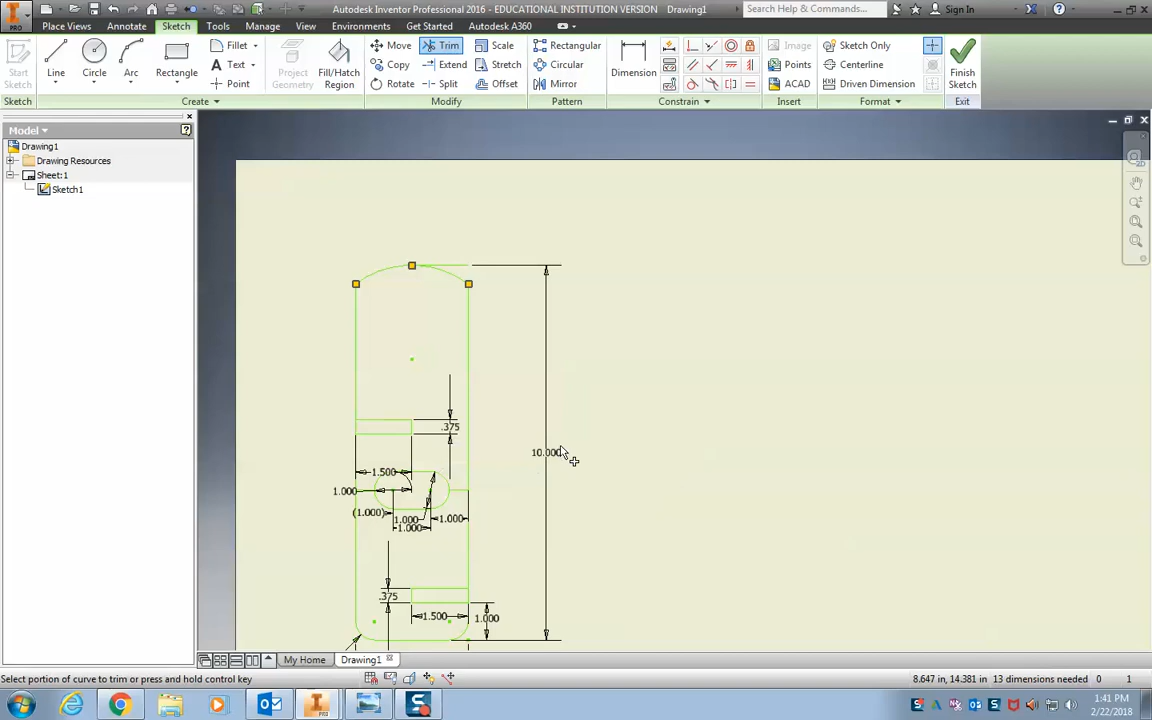 Autodesk Inventor Professional 2016 - EDUCATIONAL INSTITUTION VERSION Drawing1
Search Help & Commands...
Sign In
PRO
Place Views Annotate Sketch Tools Manage View Environments Get Started Autodesk A360
Start Sketch
Line
Circle
Arc
Rectangle
Fillet
Text
Point
Project Geometry
Fill/Hatch Region
Move
Copy
Rotate
Trim
Extend
Split
Scale
Stretch
Offset
Rectangular
Circular
Mirror
Dimension
Image
Points
ACAD
Sketch Only
Centerline
Driven Dimension
Finish Sketch
Sketch Create Modify Pattern Constrain Insert Format Exit
Model
Drawing1
Drawing Resources
Sheet:1
Sketch1
2D
.375
10.000
1.500
1.000
(1.000)
1.000
1.000
1.000
.375
1.500
1.000
My Home
Drawing1
Select portion of curve to trim or press and hold control key
8.647 in, 14.381 in 13 dimensions needed 0 1
PRO
1:41 PM
2/22/2018